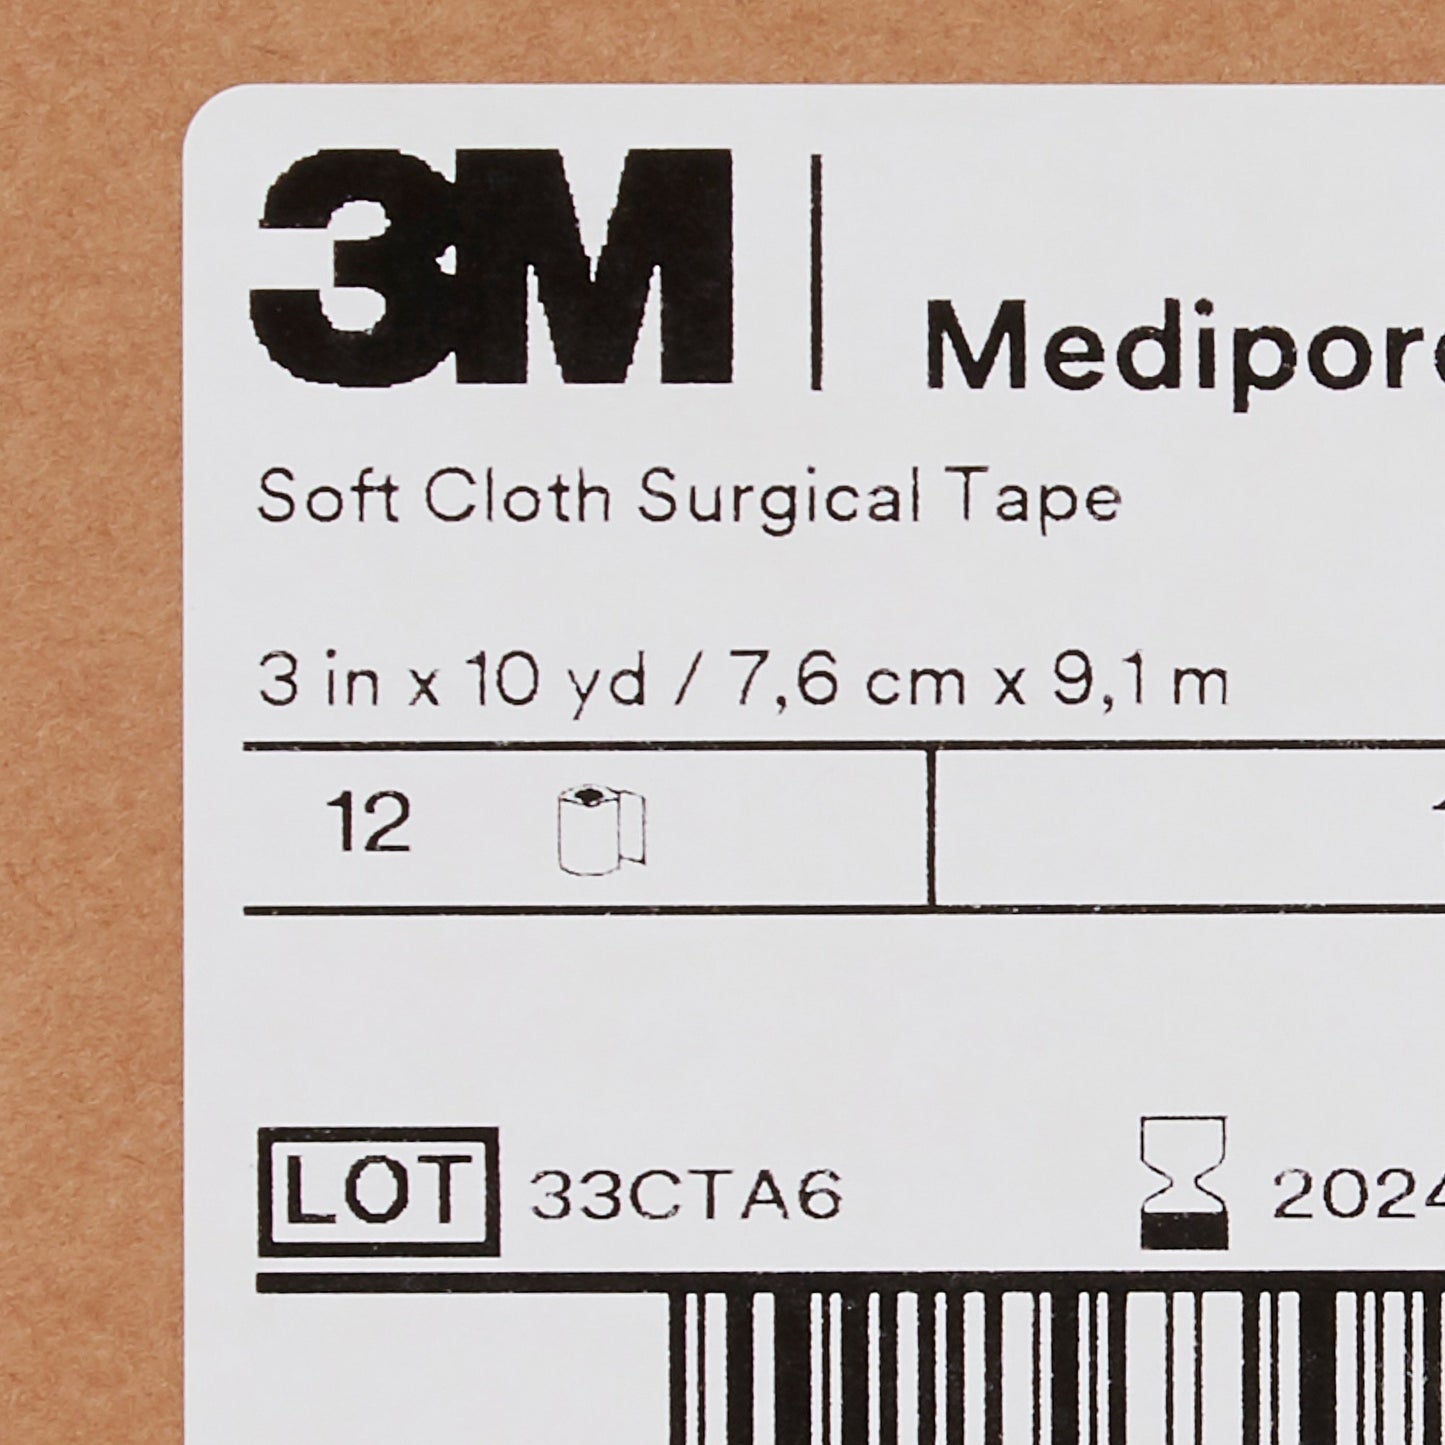 3M | Medipore
Soft Cloth Surgical Tape
3 in x 10 yd / 7,6 cm x 9,1 m
12
LOT 33CTA6 2024